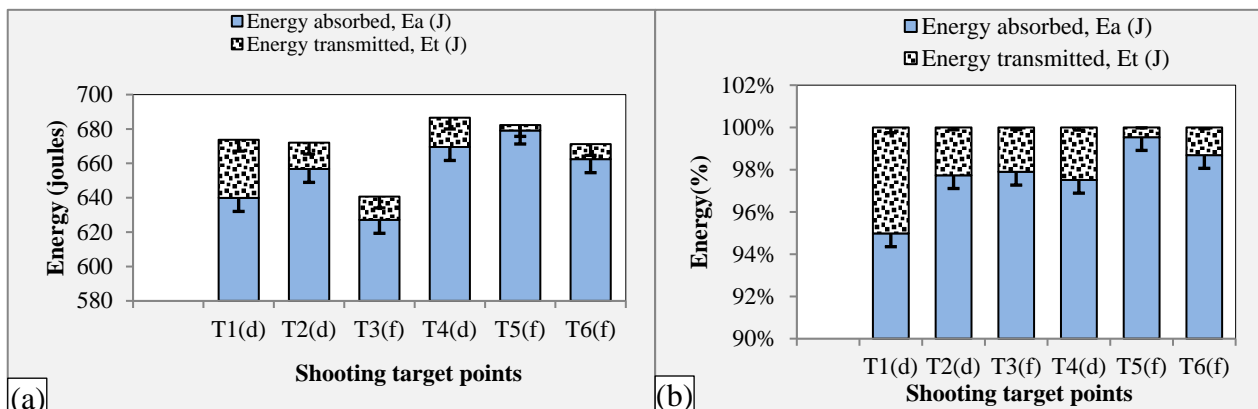 Energy absorbed, Ea (J)
Energy transmitted, Et (J)
700
680
660
640
620
600
580
Energy (joules)
T1(d) T2(d) T3(f) T4(d) T5(f) T6(f)
Shooting target points
(a)
Energy absorbed, Ea (J)
Energy transmitted, Et (J)
102%
100%
98%
96%
94%
92%
90%
Energy(%)
T1(d) T2(d) T3(f) T4(d) T5(f) T6(f)
Shooting target points
(b)